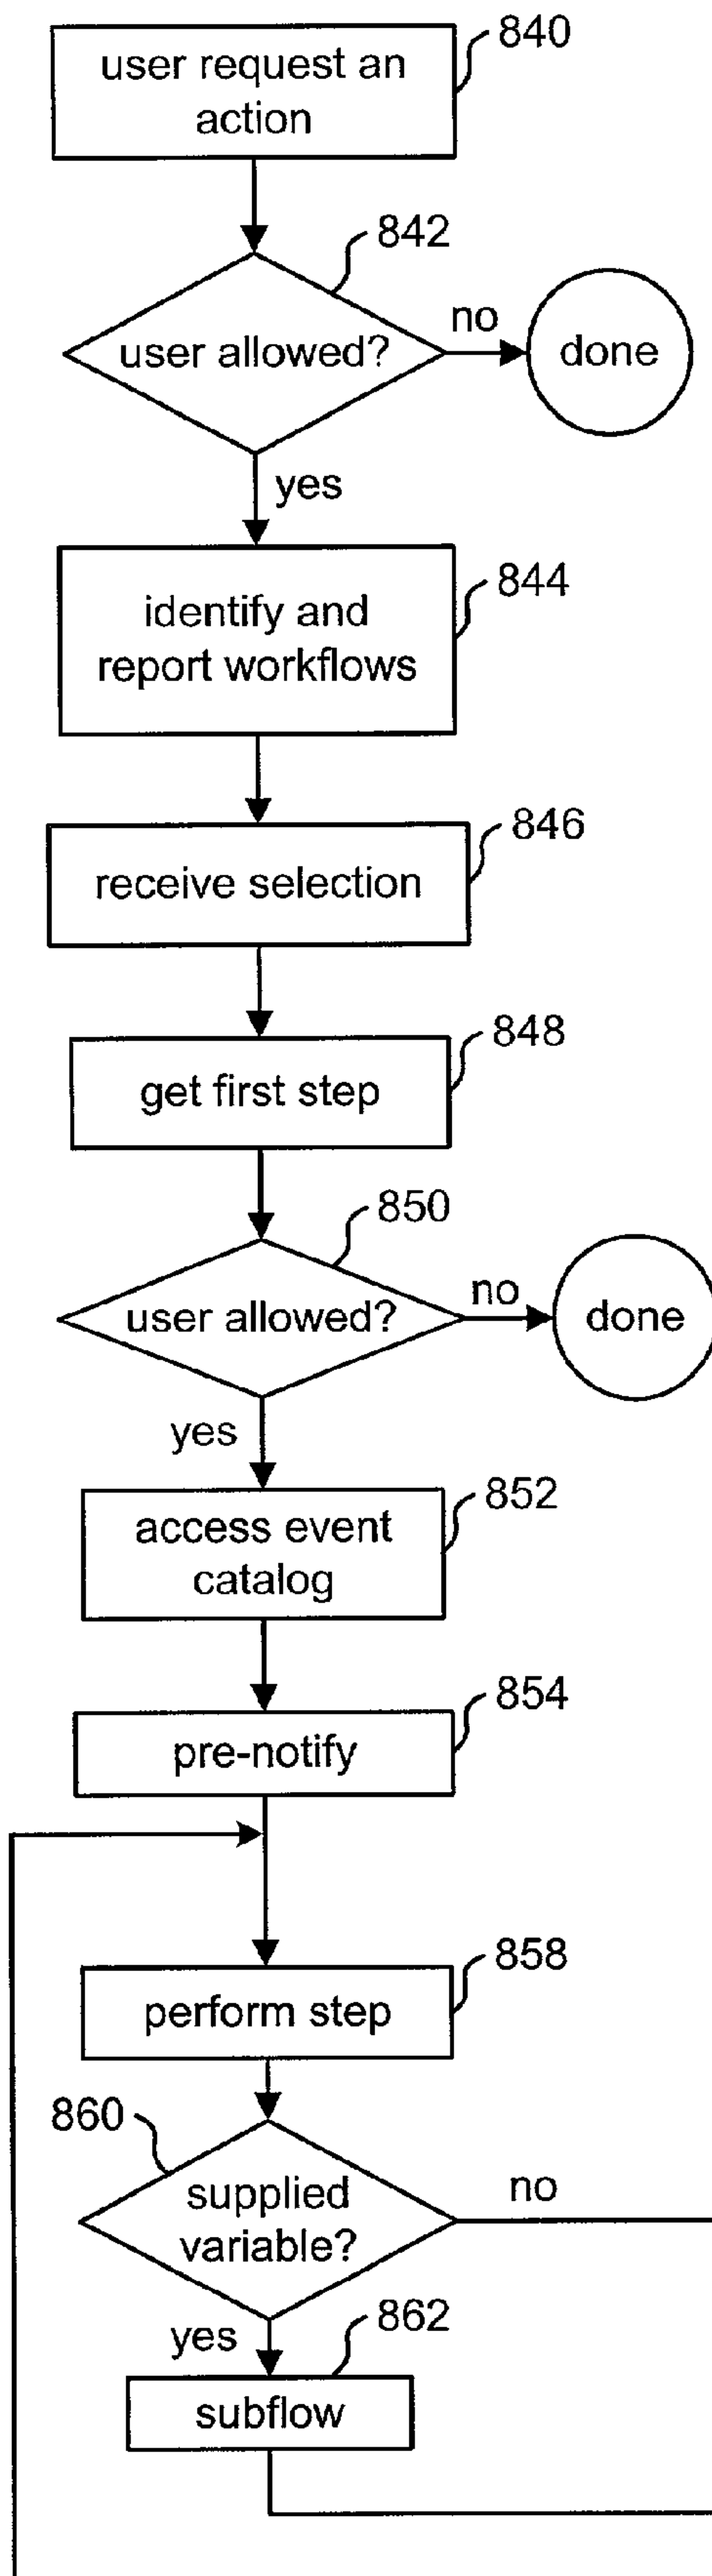 840
user request an
action
842
user allowed?
no
done
yes
844
identify and
report workflows
846
receive selection
848
get first step
850
user allowed?
no
done
yes
852
access event
catalog
854
pre-notify
858
perform step
860
supplied
variable?
no
yes
862
subflow